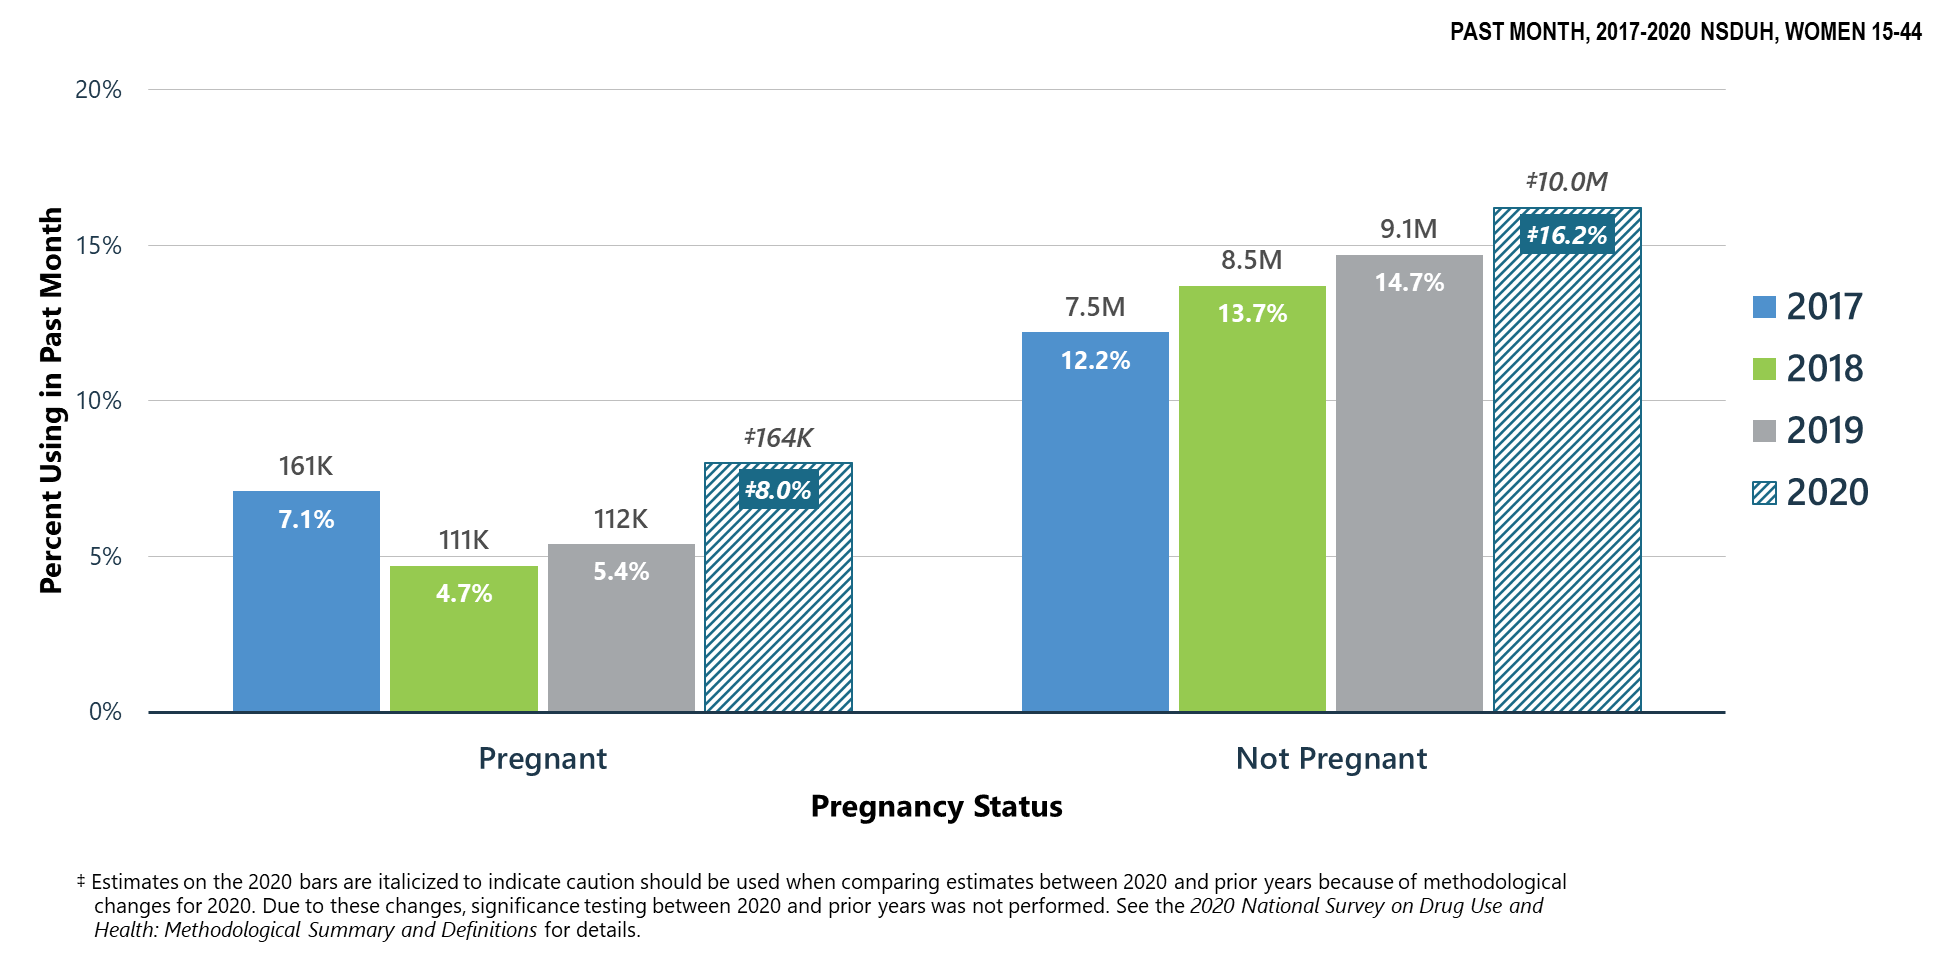 PAST MONTH, 2017-2020 NSDUH, WOMEN 15-44
Percent Using in Past Month
20%
15%
10%
5%
0%
161K
7.1%
111K
4.7%
112K
5.4%
‡164K
‡8.0%
7.5M
12.2%
8.5M
13.7%
9.1M
14.7%
‡10.0M
‡16.2%
2017
2018
2019
2020
Pregnant
Not Pregnant
Pregnancy Status
‡ Estimates on the 2020 bars are italicized to indicate caution should be used when comparing estimates between 2020 and prior years because of methodological
changes for 2020. Due to these changes, significance testing between 2020 and prior years was not performed. See the 2020 National Survey on Drug Use and
Health: Methodological Summary and Definitions for details.